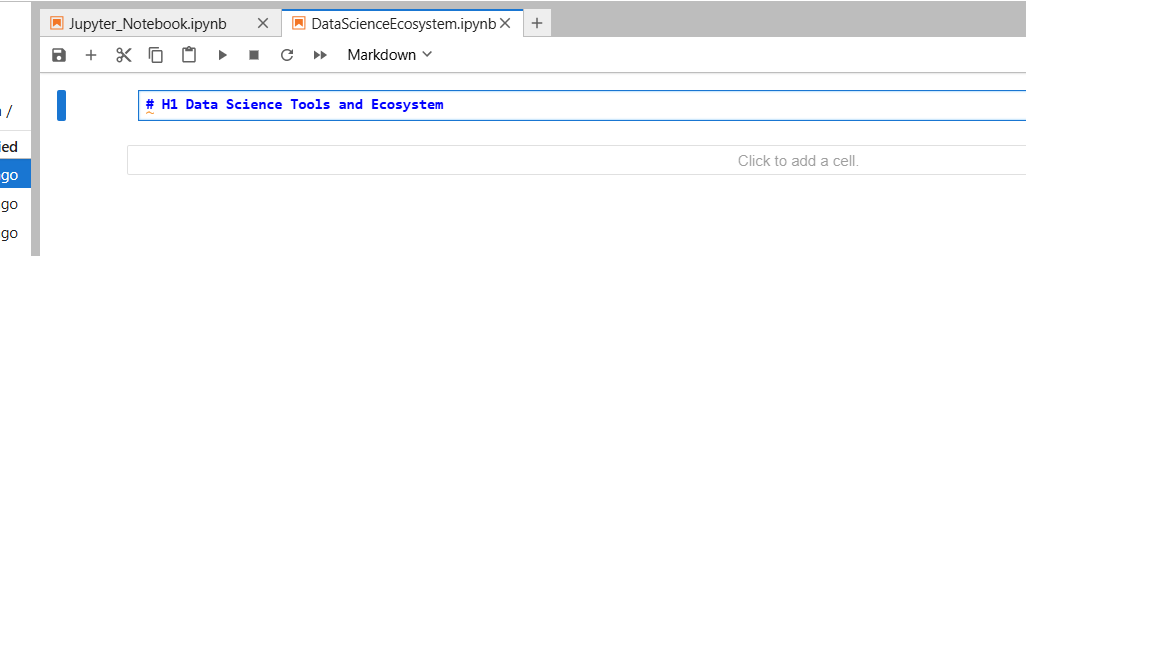 Jupyter_Notebook.ipynb DataScienceEcosystem.ipynb
Markdown
# H1 Data Science Tools and Ecosystem
/
ied
Click to add a cell.
go
go
go